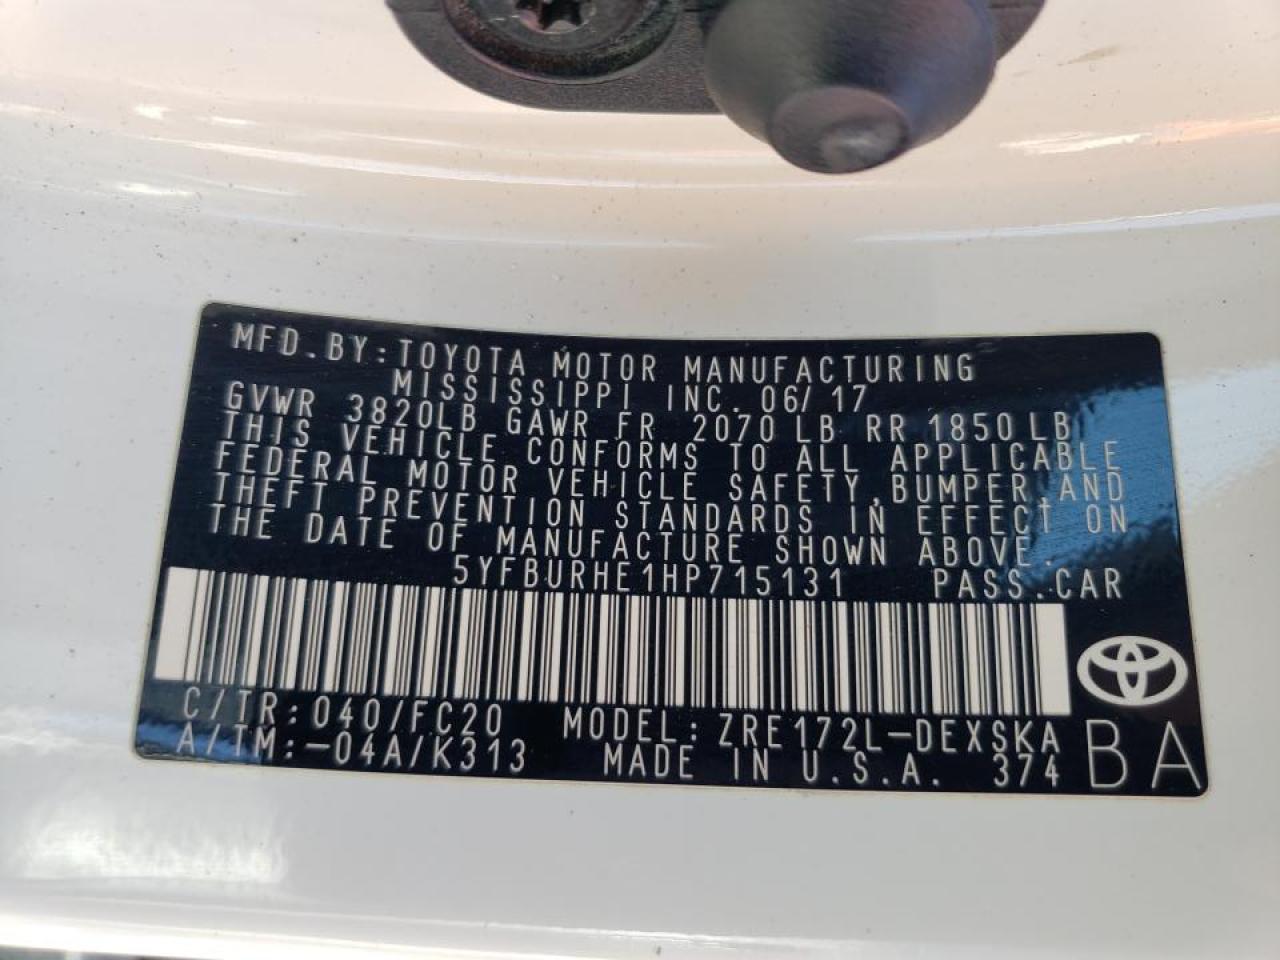 MFD.BY:TOYOTA MOTOR MANUFACTURING
MISSISSIPPI INC. 06/17
GVWR 3820LB GAWR FR 2070 LB RR 1850 LB
THIS VEHICLE CONFORMS TO ALL APPLICABLE
FEDERAL MOTOR VEHICLE SAFETY,BUMPER,AND
THEFT PREVENTION STANDARDS IN EFFECT ON
THE DATE OF MANUFACTURE SHOWN ABOVE.
5YFBURHE1HP715131 PASS.CAR
C/TR:040/FC20 MODEL:ZRE172L-DEXSKA
A/TM:-04A/K313 MADE IN U.S.A. 374
BA